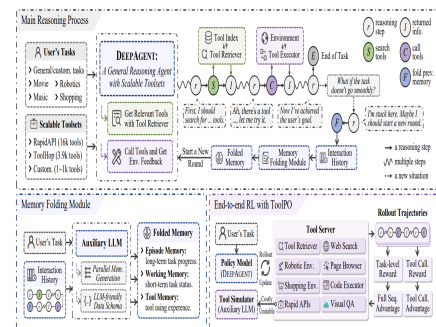 Main Reasoning Process
User's Tasks
General/custom. tasks
Movie
Robotics
Music
Shopping
Scalable Toolsets
RapidAPI (16k tools)
ToolHop (3.9k tools)
Custom. (1~1k tools)
DEEPAGENT:
A General Reasoning Agent
with Scalable Toolsets
Get Relevant Tools
with Tool Retriever
Call Tools and Get
Env. Feedback
Tool Index
Tool Retriever
Environment
Tool Executor
End of Task
r
S
I
r
C
I
r
E
First, I should
search for ... tools
Ah, there's a tool
let me try it.
Now I've achieved
the user's goal.
What if the task
doesn't go smoothly?
I'm stuck here. Maybe I
should start a new round.
F
r
Start a New
Round
Folded
Memory
Memory
Folding Module
Interaction
History
r
reasoning
step
I
returned
info.
S
search
tools
C
call
tools
F
fold prev.
memory
a reasoning step
multiple steps
a new situation
Memory Folding Module
User's Task
Interaction
History
Auxiliary LLM
Parallel Mem.
Generation
LLM-friendly
Data Schema
Folded Memory
Episode Memory:
long-term task progress.
Working Memory:
short-term task status.
Tool Memory:
tool using experience.
End-to-end RL with ToolPO
User's Task
Policy Model
(DEEPAGENT)
Rollout
Update
Tool Simulator
(Auxiliary LLM)
Costly
Unstable
Tool Server
Tool Retriever
Web Search
Robotic Env.
Page Browser
Shopping Env.
Code Executor
Rapid APIs
Visual QA
Rollout Trajectories
Task-level
Reward
Tool Call.
Reward
Full Seq.
Advantage
Tool Call.
Advantage